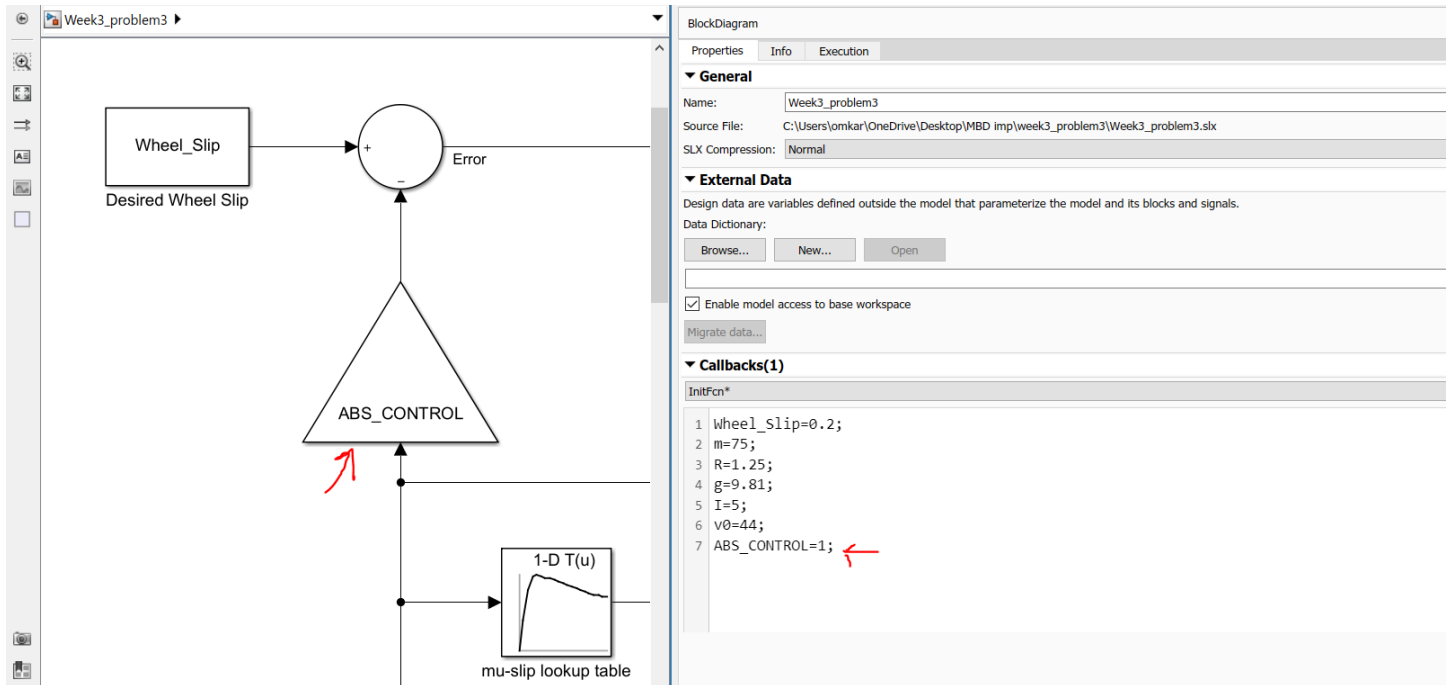 Week3_problem3
Wheel_Slip
Desired Wheel Slip
+
−
Error
ABS_CONTROL
1-D T(u)
mu-slip lookup table
BlockDiagram
Properties Info Execution
General
Name: Week3_problem3
Source File: C:\Users\omkar\OneDrive\Desktop\MBD imp\week3_problem3\Week3_problem3.slx
SLX Compression: Normal
External Data
Design data are variables defined outside the model that parameterize the model and its blocks and signals.
Data Dictionary:
Browse... New... Open
Enable model access to base workspace
Migrate data...
Callbacks(1)
InitFcn*
1 Wheel_Slip=0.2;
2 m=75;
3 R=1.25;
4 g=9.81;
5 I=5;
6 v0=44;
7 ABS_CONTROL=1;